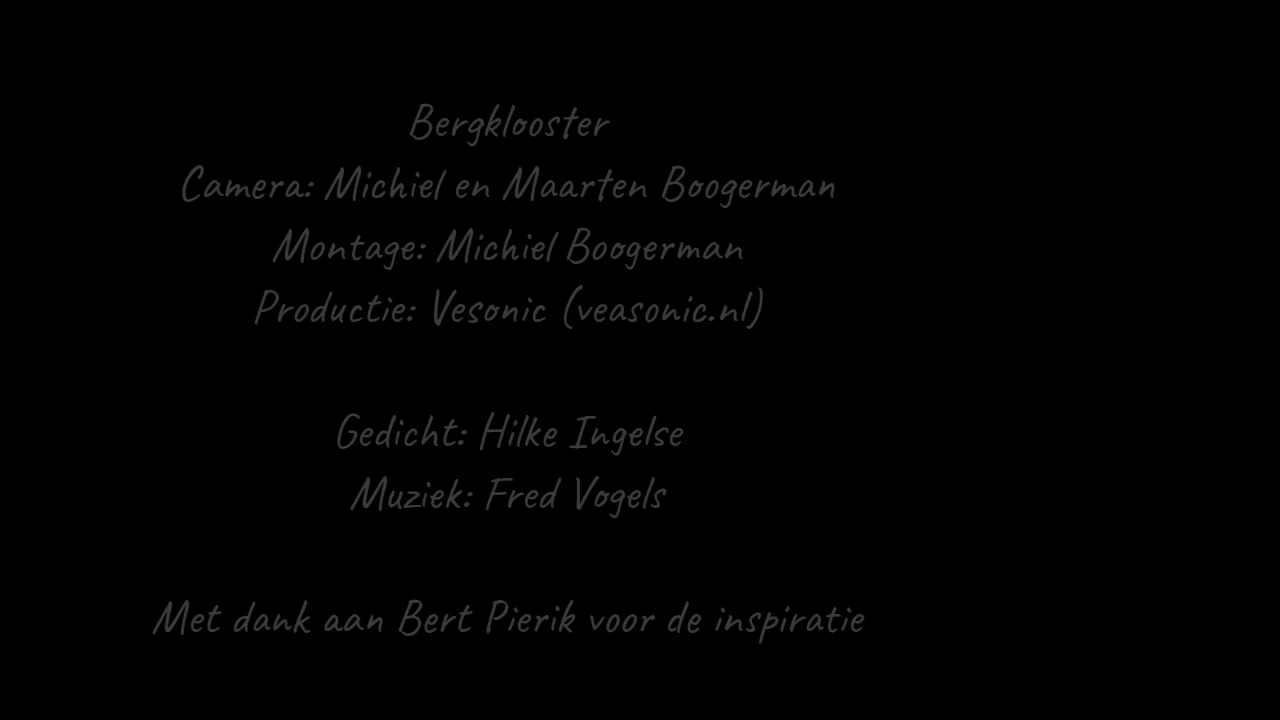 Bergklooster
Camera: Michiel en Maarten Boogerman
Montage: Michiel Boogerman
Productie: Vesonic (veasonic.nl)
Gedicht: Hilke Ingelse
Muziek: Fred Vogels
Met dank aan Bert Pierik voor de inspiratie